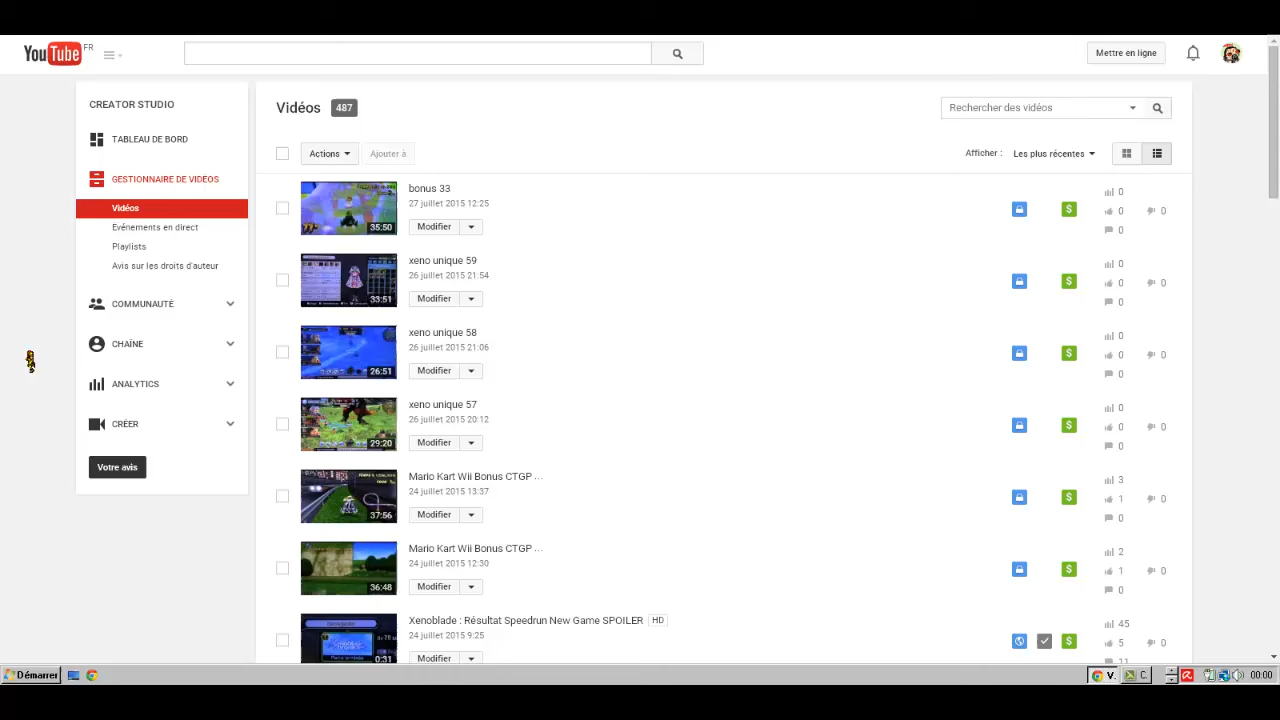 YouTube FR
Mettre en ligne
CREATOR STUDIO
TABLEAU DE BORD
GESTIONNAIRE DE VIDÉOS
Vidéos
Evénements en direct
Playlists
Avis sur les droits d'auteur
COMMUNAUTÉ
CHAÎNE
ANALYTICS
CRÉER
Votre avis
Vidéos 487
Rechercher des vidéos
Actions
Ajouter à
Afficher : Les plus récentes
35:50
bonus 33
27 juillet 2015 12:25
Modifier
$
0
0 0
0
33:51
xeno unique 59
26 juillet 2015 21:54
Modifier
$
0
0 0
0
26:51
xeno unique 58
26 juillet 2015 21:06
Modifier
$
0
0 0
0
29:20
xeno unique 57
26 juillet 2015 20:12
Modifier
$
0
0 0
0
37:56
Mario Kart Wii Bonus CTGP ...
24 juillet 2015 13:37
Modifier
$
3
1 0
0
36:48
Mario Kart Wii Bonus CTGP ...
24 juillet 2015 12:30
Modifier
$
2
1 0
0
0:31
Xenoblade : Résultat Speedrun New Game SPOILER HD
24 juillet 2015 9:25
Modifier
$
45
5 0
11
Démarrer
V.
C.
00:00